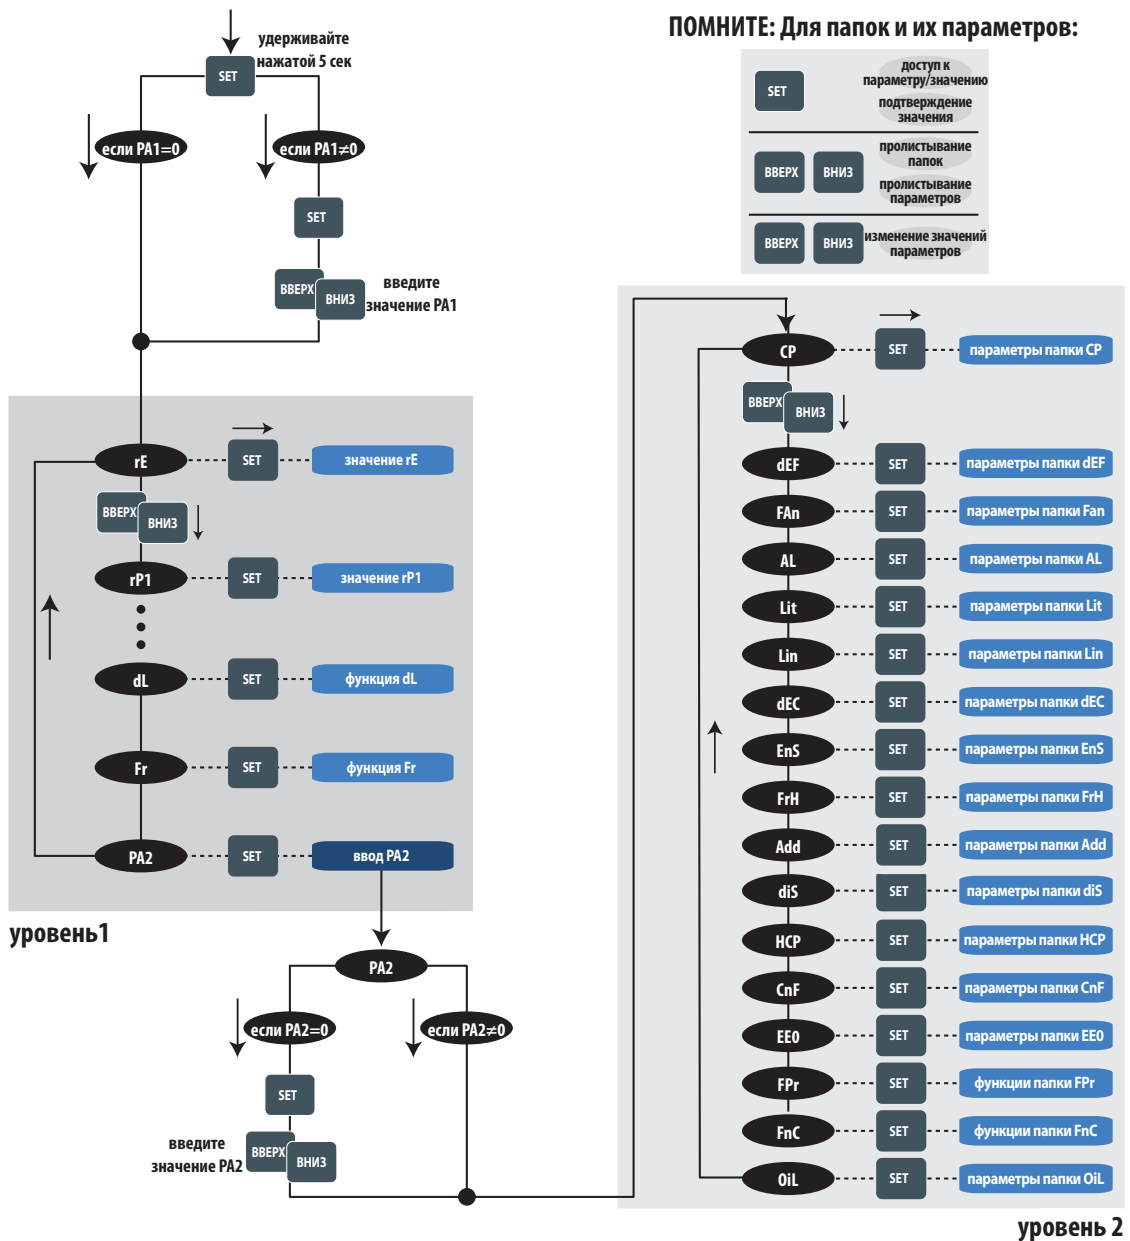 ПОМНИТЕ: Для папок и их параметров:
удерживайте
нажатой 5 сек
SET
если PA1=0
если PA1≠0
SET
ВВЕРХ
ВНИЗ
введите
значение PA1
SET
доступ к
параметру/значению
подтверждение
значения
ВВЕРХ
ВНИЗ
пролистывание
папок
пролистывание
параметров
ВВЕРХ
ВНИЗ
изменение значений
параметров
rE
SET
значение rE
ВВЕРХ
ВНИЗ
rP1
SET
значение rP1
dL
SET
функция dL
Fr
SET
функция Fr
PA2
SET
ввод PA2
уровень1
PA2
если PA2=0
если PA2≠0
SET
введите
значение PA2
ВВЕРХ
ВНИЗ
CP
SET
параметры папки CP
ВВЕРХ
ВНИЗ
dEF
SET
параметры папки dEF
FAn
SET
параметры папки Fan
AL
SET
параметры папки AL
Lit
SET
параметры папки Lit
Lin
SET
параметры папки Lin
dEC
SET
параметры папки dEC
EnS
SET
параметры папки EnS
FrH
SET
параметры папки FrH
Add
SET
параметры папки Add
diS
SET
параметры папки diS
HCP
SET
параметры папки HCP
CnF
SET
параметры папки CnF
EE0
SET
параметры папки EE0
FPr
SET
функции папки FPr
FnC
SET
функции папки FnC
OiL
SET
параметры папки OiL
уровень 2